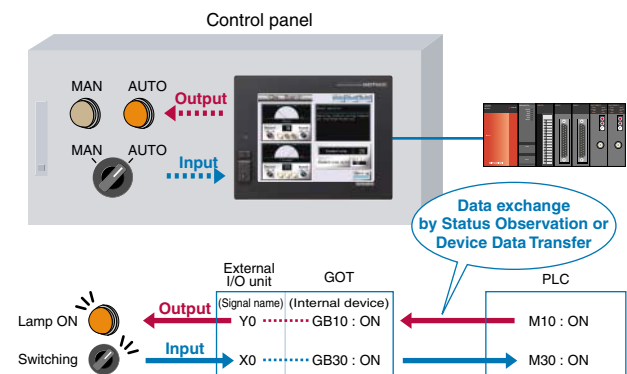 Control panel
MAN AUTO
Output
MAN AUTO
Input
Data exchange
by Status Observation or
Device Data Transfer
External
I/O unit
GOT
PLC
(Signal name) (Internal device)
Lamp ON
Output
Y0
GB10 : ON
M10 : ON
Switching
Input
X0
GB30 : ON
M30 : ON